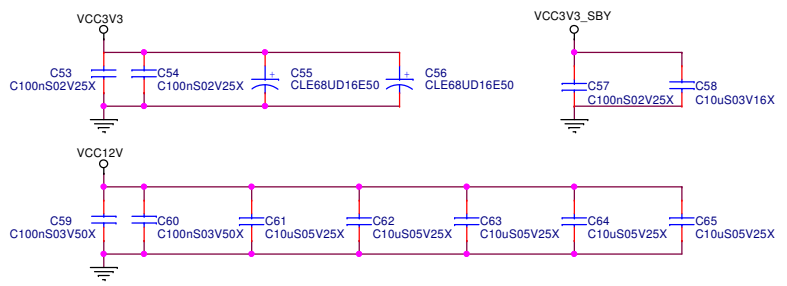 VCC3V3
VCC3V3_SBY
C53
C100nS02V25X
C54
C100nS02V25X
+
C55
CLE68UD16E50
+
C56
CLE68UD16E50
C57
C100nS02V25X
C58
C10uS03V16X
VCC12V
C59
C100nS03V50X
C60
C100nS03V50X
C61
C10uS05V25X
C62
C10uS05V25X
C63
C10uS05V25X
C64
C10uS05V25X
C65
C10uS05V25X